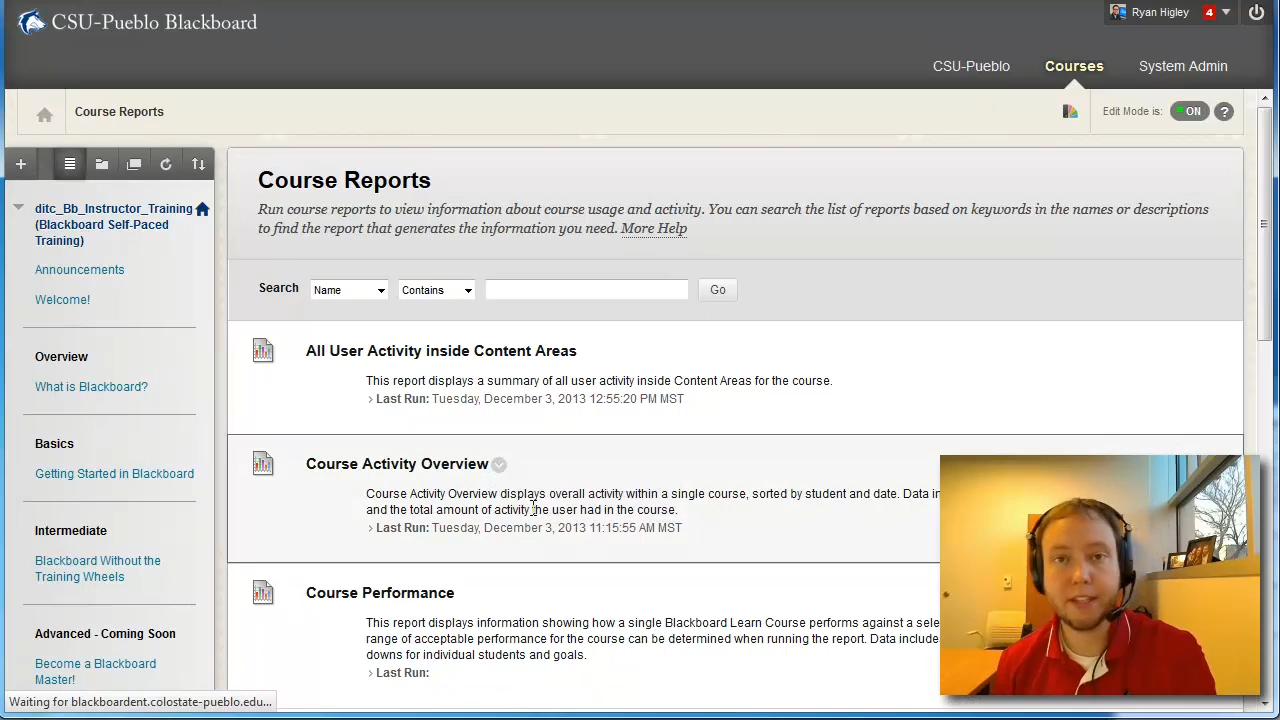 CSU-Pueblo Blackboard
Ryan Higley 4
CSU-Pueblo Courses System Admin
Course Reports
Edit Mode is: ON ?
ditc_Bb_Instructor_Training
(Blackboard Self-Paced
Training)
Announcements
Welcome!
Overview
What is Blackboard?
Basics
Getting Started in Blackboard
Intermediate
Blackboard Without the
Training Wheels
Advanced - Coming Soon
Become a Blackboard
Master!
Course Reports
Run course reports to view information about course usage and activity. You can search the list of reports based on keywords in the names or descriptions
to find the report that generates the information you need. More Help
Search Name Contains Go
All User Activity inside Content Areas
This report displays a summary of all user activity inside Content Areas for the course.
Last Run: Tuesday, December 3, 2013 12:55:20 PM MST
Course Activity Overview
Course Activity Overview displays overall activity within a single course, sorted by student and date. Data in
and the total amount of activity the user had in the course.
Last Run: Tuesday, December 3, 2013 11:15:55 AM MST
Course Performance
This report displays information showing how a single Blackboard Learn Course performs against a sele
range of acceptable performance for the course can be determined when running the report. Data include
downs for individual students and goals.
Last Run:
Waiting for blackboardent.colostate-pueblo.edu...